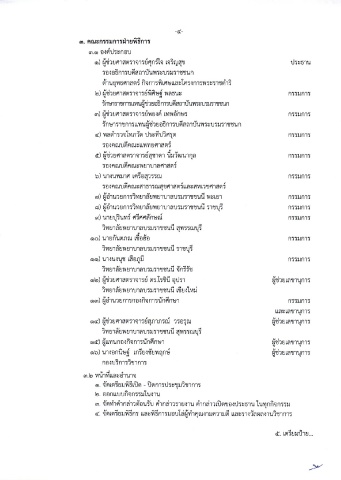 -๔-
๓. คณะกรรมการฝ่ายพิธีการ
๓.๑ องค์ประกอบ
๑) ผู้ช่วยศาสตราจารย์ศุกร์ใจ เจริญสุข ประธาน
รองอธิการบดีสถาบันพระบรมราชชนก
ด้านยุทธศาสตร์ กิจการพิเศษและโครงการพระราชดำริ
๒) ผู้ช่วยศาสตราจารย์พิศิษฐ์ พลธนะ กรรมการ
รักษาราชการแทนผู้ช่วยอธิการบดีสถาบันพระบรมราชชนก
๓) ผู้ช่วยศาสตราจารย์พยงค์ เทพอักษร กรรมการ
รักษาราชการแทนผู้ช่วยอธิการบดีสถาบันพระบรมราชชนก
๔) พลตำรวจโทภวัต ประทีปวิศรุต กรรมการ
รองคณบดีคณะแพทยศาสตร์
๕) ผู้ช่วยศาสตราจารย์สุชาดา นิ้มวัฒนากุล กรรมการ
รองคณบดีคณะพยาบาลศาสตร์
๖) นางนพมาศ เครือสุวรรณ กรรมการ
รองคณบดีคณะสาธารณสุขศาสตร์และสหเวชศาสตร์
๗) ผู้อำนวยการวิทยาลัยพยาบาลบรมราชชนนี พะเยา กรรมการ
๘) ผู้อำนวยการวิทยาลัยพยาบาลบรมราชชนนี ราชบุรี กรรมการ
๙) นายบุรินทร์ ศรีศศลักษณ์ กรรมการ
วิทยาลัยพยาบาลบรมราชชนนี สุพรรณบุรี
๑๐) นายกันตภณ เชื้อฮ้อ กรรมการ
วิทยาลัยพยาบาลบรมราชชนนี ราชบุรี
๑๑) นางนงนุช เสือภูมี กรรมการ
วิทยาลัยพยาบาลบรมราชชนนี จักรีรัช
๑๒) ผู้ช่วยศาสตราจารย์ ดร.โรชินี อุปรา ผู้ช่วยเลขานุการ
วิทยาลัยพยาบาลบรมราชชนนี เชียงใหม่
๑๓) ผู้อำนวยการกองกิจการนักศึกษา กรรมการ
และเลขานุการ
๑๔) ผู้ช่วยศาสตราจารย์สุภาภรณ์ วรอรุณ ผู้ช่วยเลขานุการ
วิทยาลัยพยาบาลบรมราชชนนี สุพรรณบุรี
๑๕) ผู้แทนกองกิจการนักศึกษา ผู้ช่วยเลขานุการ
๑๖) นางอกนิษฐ์ เกรียงชัยพฤกษ์ ผู้ช่วยเลขานุการ
กองบริการวิชาการ
๓.๒ หน้าที่และอำนาจ
๑. จัดเตรียมพิธีเปิด - ปิดการประชุมวิชาการ
๒. ออกแบบกิจกรรมในงาน
๓. จัดทำคำกล่าวต้อนรับ คำกล่าวรายงาน คำกล่าวเปิดของประธาน ในทุกกิจกรรม
๔. จัดเตรียมพิธีกร และพิธีการมอบโล่ผู้ทำคุณงามความดี และรางวัลผลงานวิชาการ
๕. เตรียมป้าย...